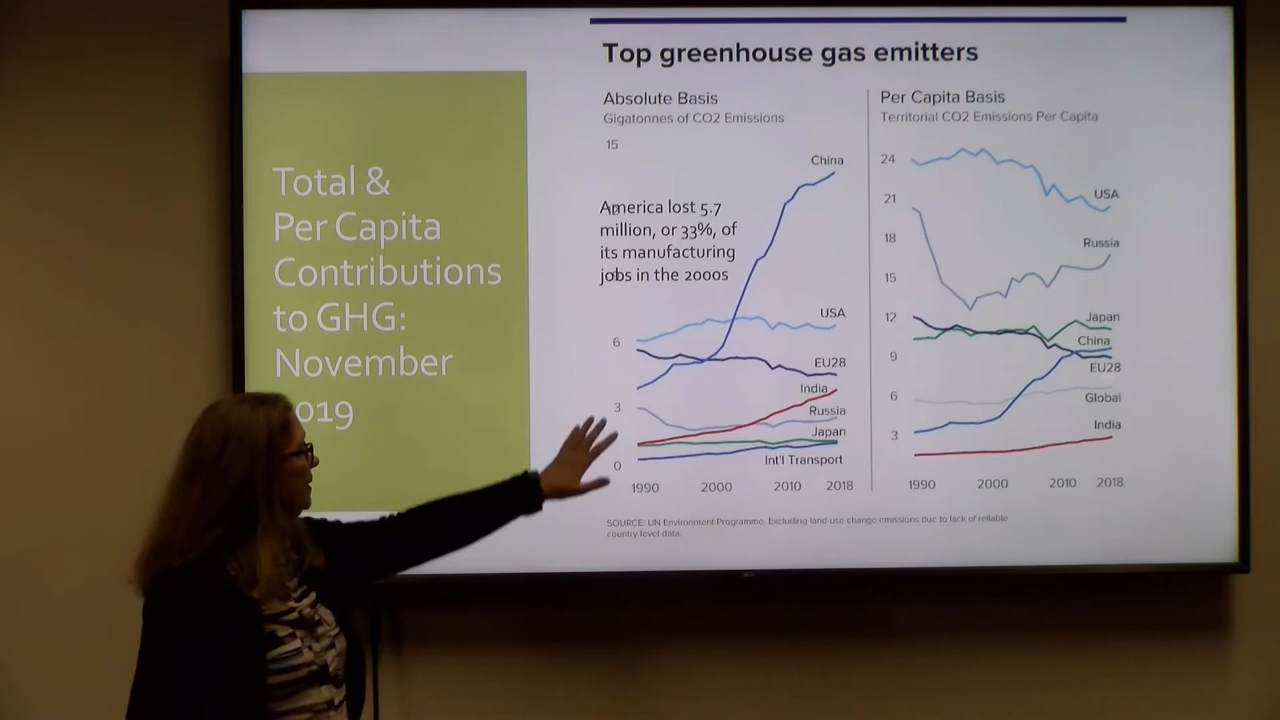 Total &
Per Capita
Contributions
to GHG:
November
019
Top greenhouse gas emitters
Absolute Basis
Gigatonnes of CO2 Emissions
15
America lost 5.7
million, or 33%, of
its manufacturing
jobs in the 2000s
6
3
0
China
USA
EU28
India
Russia
Japan
Int'l Transport
1990 2000 2010 2018
Per Capita Basis
Territorial CO2 Emissions Per Capita
24
21
18
15
12
9
6
3
USA
Russia
Japan
China
EU28
Global
India
1990 2000 2010 2018
SOURCE: UN Environment Programme. Excluding land use change emissions due to lack of reliable
country level data.